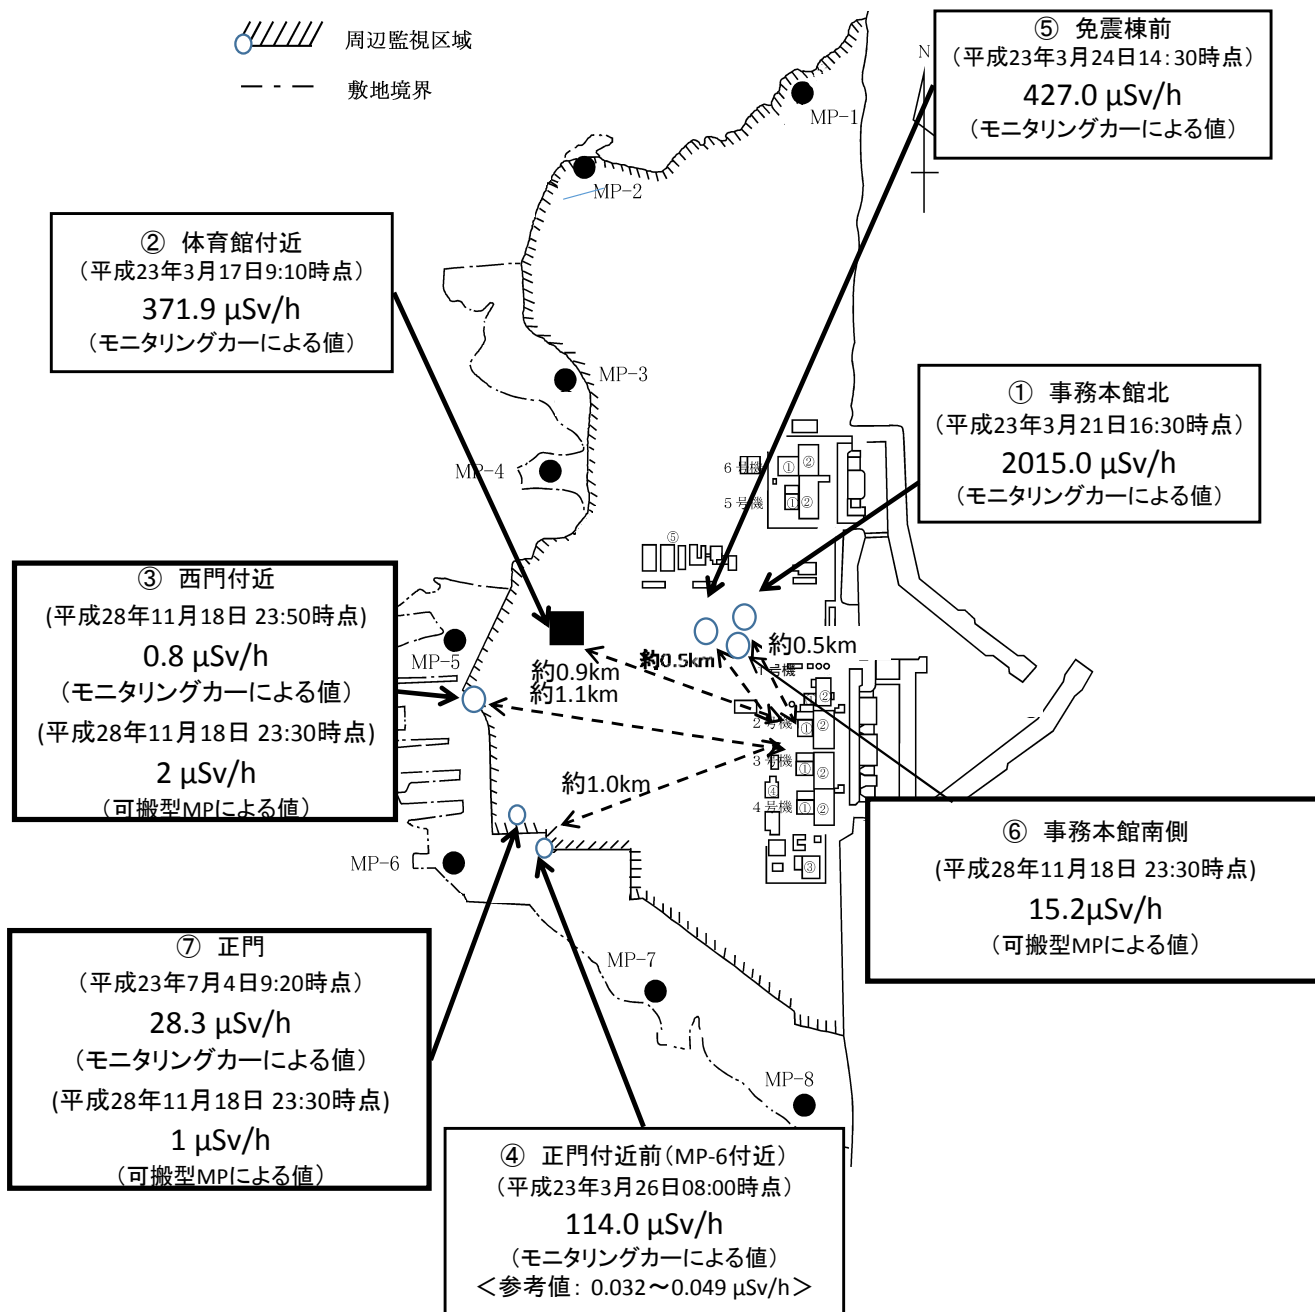 周辺監視区域
敷地境界
⑤ 免震棟前
(平成23年3月24日14:30時点)
427.0 μSv/h
(モニタリングカーによる値)
N
MP-1
MP-2
② 体育館付近
(平成23年3月17日9:10時点)
371.9 μSv/h
(モニタリングカーによる値)
MP-3
① 事務本館北
(平成23年3月21日16:30時点)
2015.0 μSv/h
(モニタリングカーによる値)
MP-4
6号機
① ②
5号機
① ②
⑤
③ 西門付近
(平成28年11月18日 23:50時点)
0.8 μSv/h
(モニタリングカーによる値)
(平成28年11月18日 23:30時点)
2 μSv/h
(可搬型MPによる値)
MP-5
約0.9km
約1.1km
約0.5km
約0.5km
1号機
②
2号機
① ②
3号機
① ②
④
4号機
① ②
③
約1.0km
MP-6
⑥ 事務本館南側
(平成28年11月18日 23:30時点)
15.2μSv/h
(可搬型MPによる値)
⑦ 正門
(平成23年7月4日9:20時点)
28.3 μSv/h
(モニタリングカーによる値)
(平成28年11月18日 23:30時点)
1 μSv/h
(可搬型MPによる値)
MP-7
MP-8
④ 正門付近前(MP-6付近)
(平成23年3月26日08:00時点)
114.0 μSv/h
(モニタリングカーによる値)
<参考値: 0.032～0.049 μSv/h>